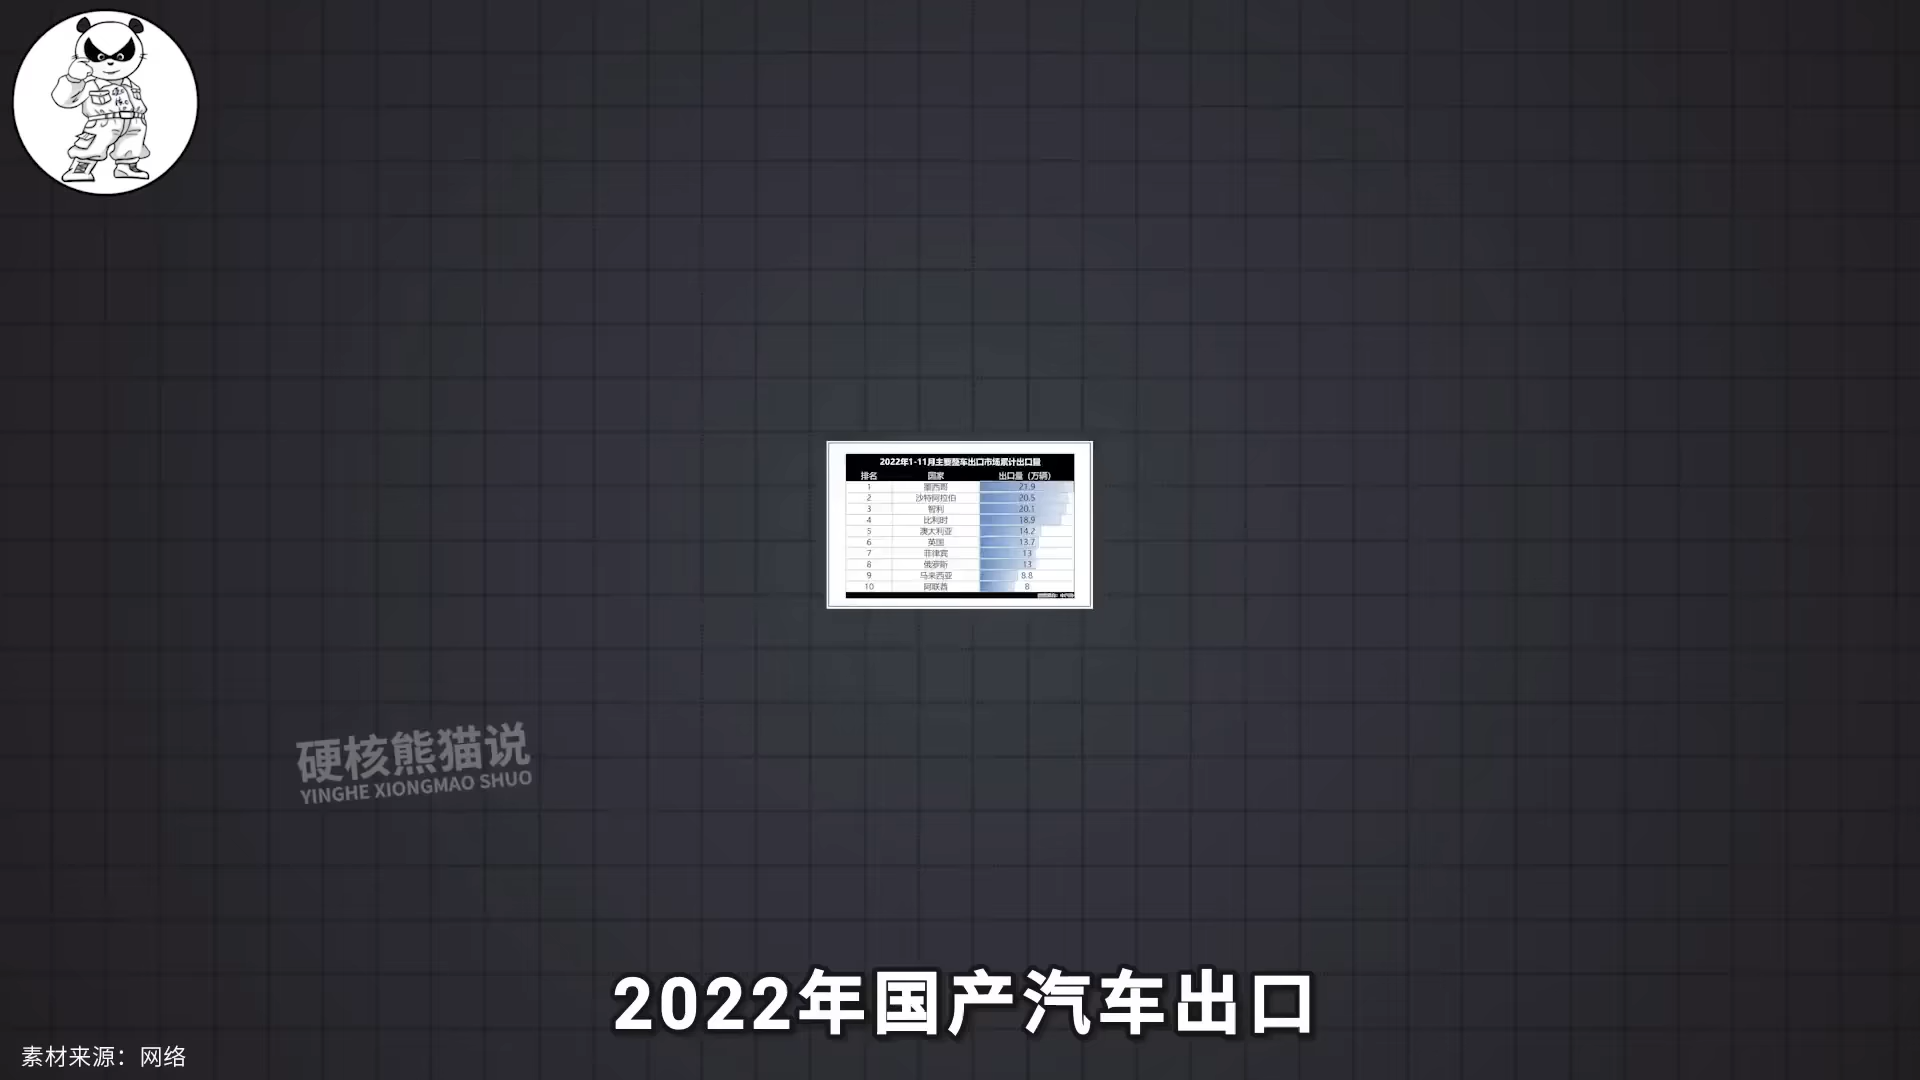 2022年1-11月主要整车出口市场累计出口量
排名 国家 出口量（万辆）
1 墨西哥 21.9
2 沙特阿拉伯 20.5
3 智利 20.1
4 比利时 18.9
5 澳大利亚 14.2
6 英国 13.7
7 菲律宾 13
8 俄罗斯 13
9 马来西亚 8.8
10 阿联酋 8
硬核熊猫说
YINGHE XIONGMAO SHUO
2022年国产汽车出口
素材来源：网络